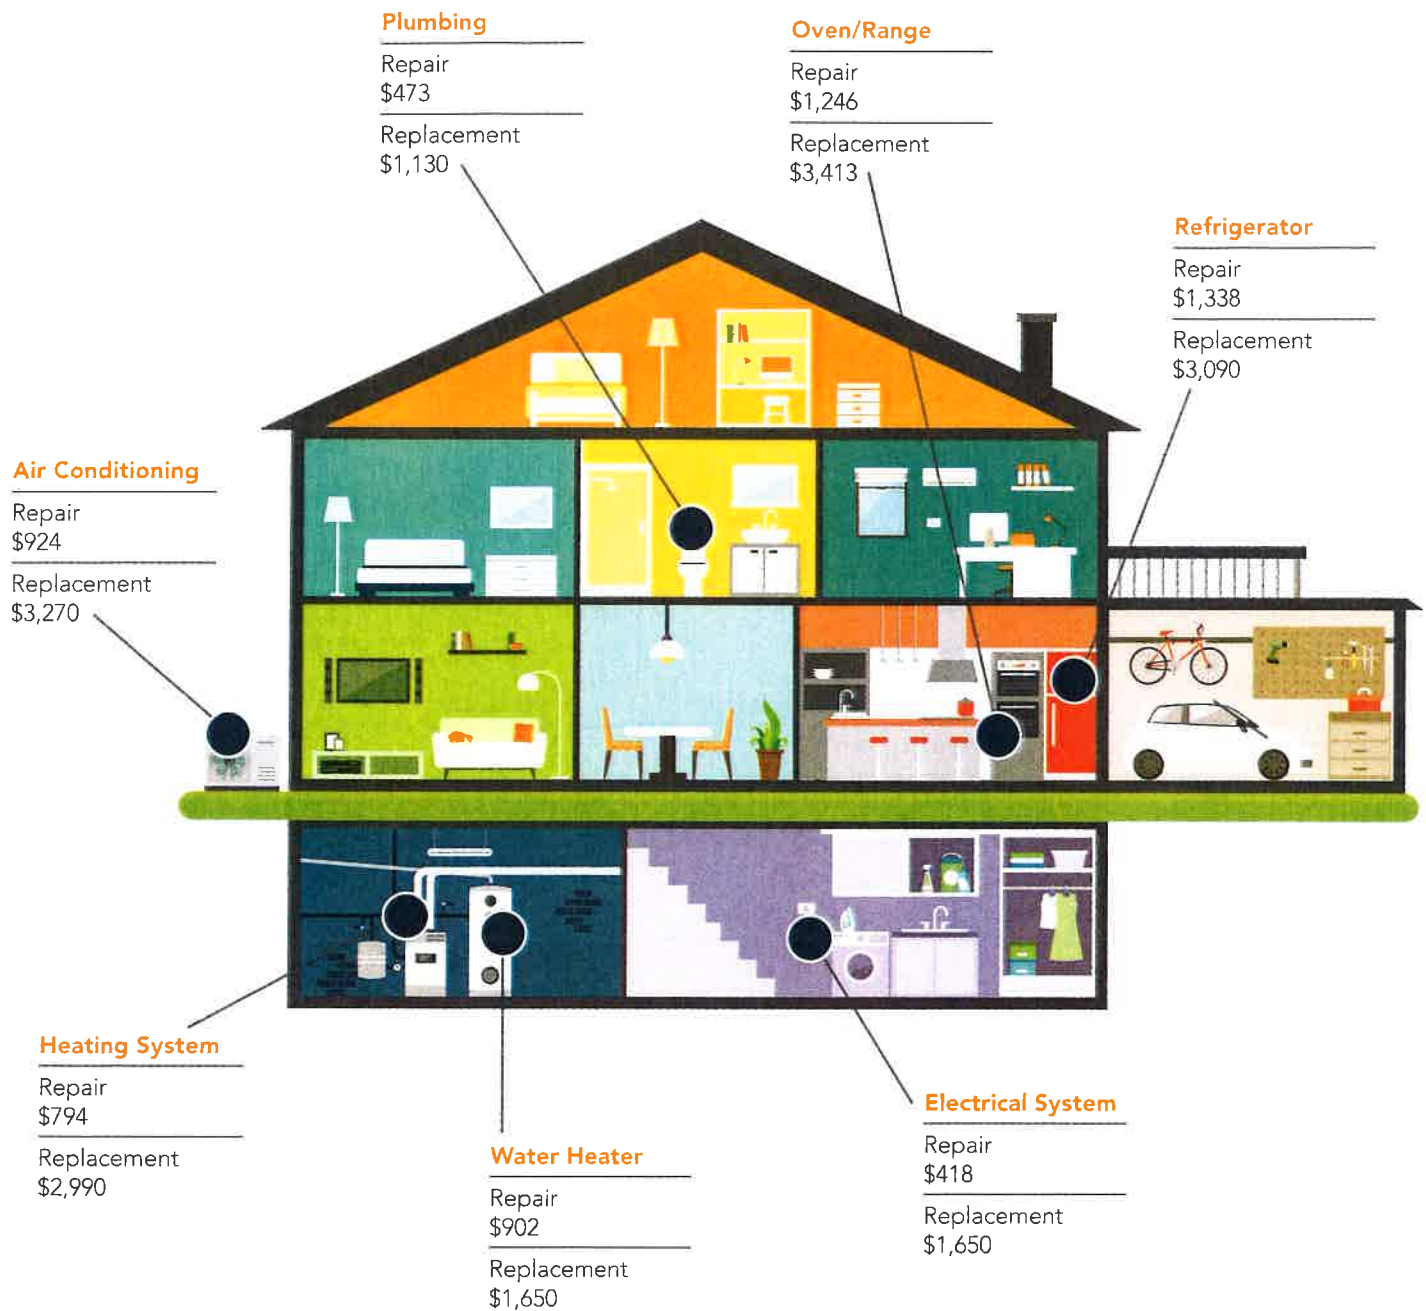 Plumbing
Repair
$473
Replacement
$1,130
Oven/Range
Repair
$1,246
Replacement
$3,413
Refrigerator
Repair
$1,338
Replacement
$3,090
Air Conditioning
Repair
$924
Replacement
$3,270
Heating System
Repair
$794
Replacement
$2,990
Water Heater
Repair
$902
Replacement
$1,650
Electrical System
Repair
$418
Replacement
$1,650